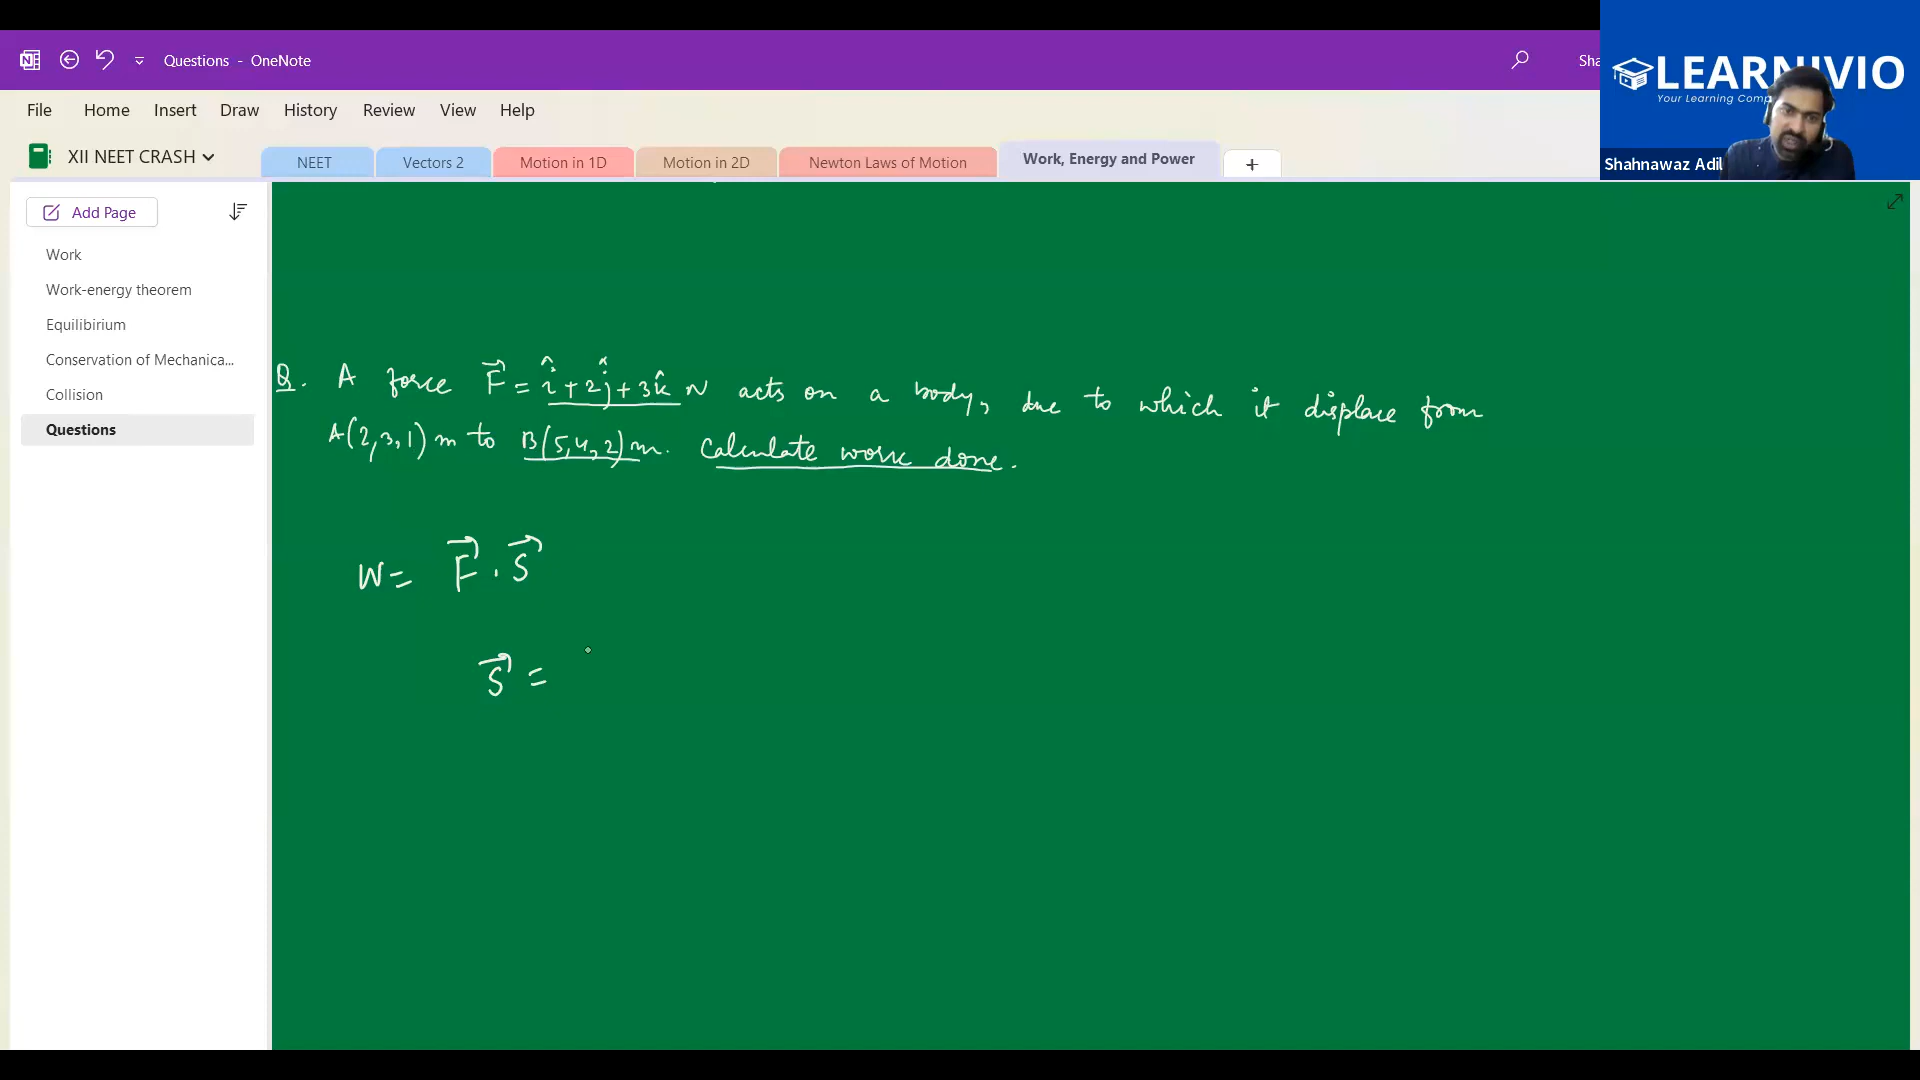 Questions - OneNote
Sha
LEARNIVIO
Your Learning Comp
Shahnawaz Adil
File Home Insert Draw History Review View Help
XII NEET CRASH
NEET Vectors 2 Motion in 1D Motion in 2D Newton Laws of Motion Work, Energy and Power +
Add Page
Work
Work-energy theorem
Equilibirium
Conservation of Mechanica...
Collision
Questions
Q. A force F⃗ = î + 2ĵ + 3k̂ N acts on a body, due to which it displace from
A(2,3,1) m to B(5,4,2) m. Calculate work done.
W = F⃗ . S⃗
S⃗ =